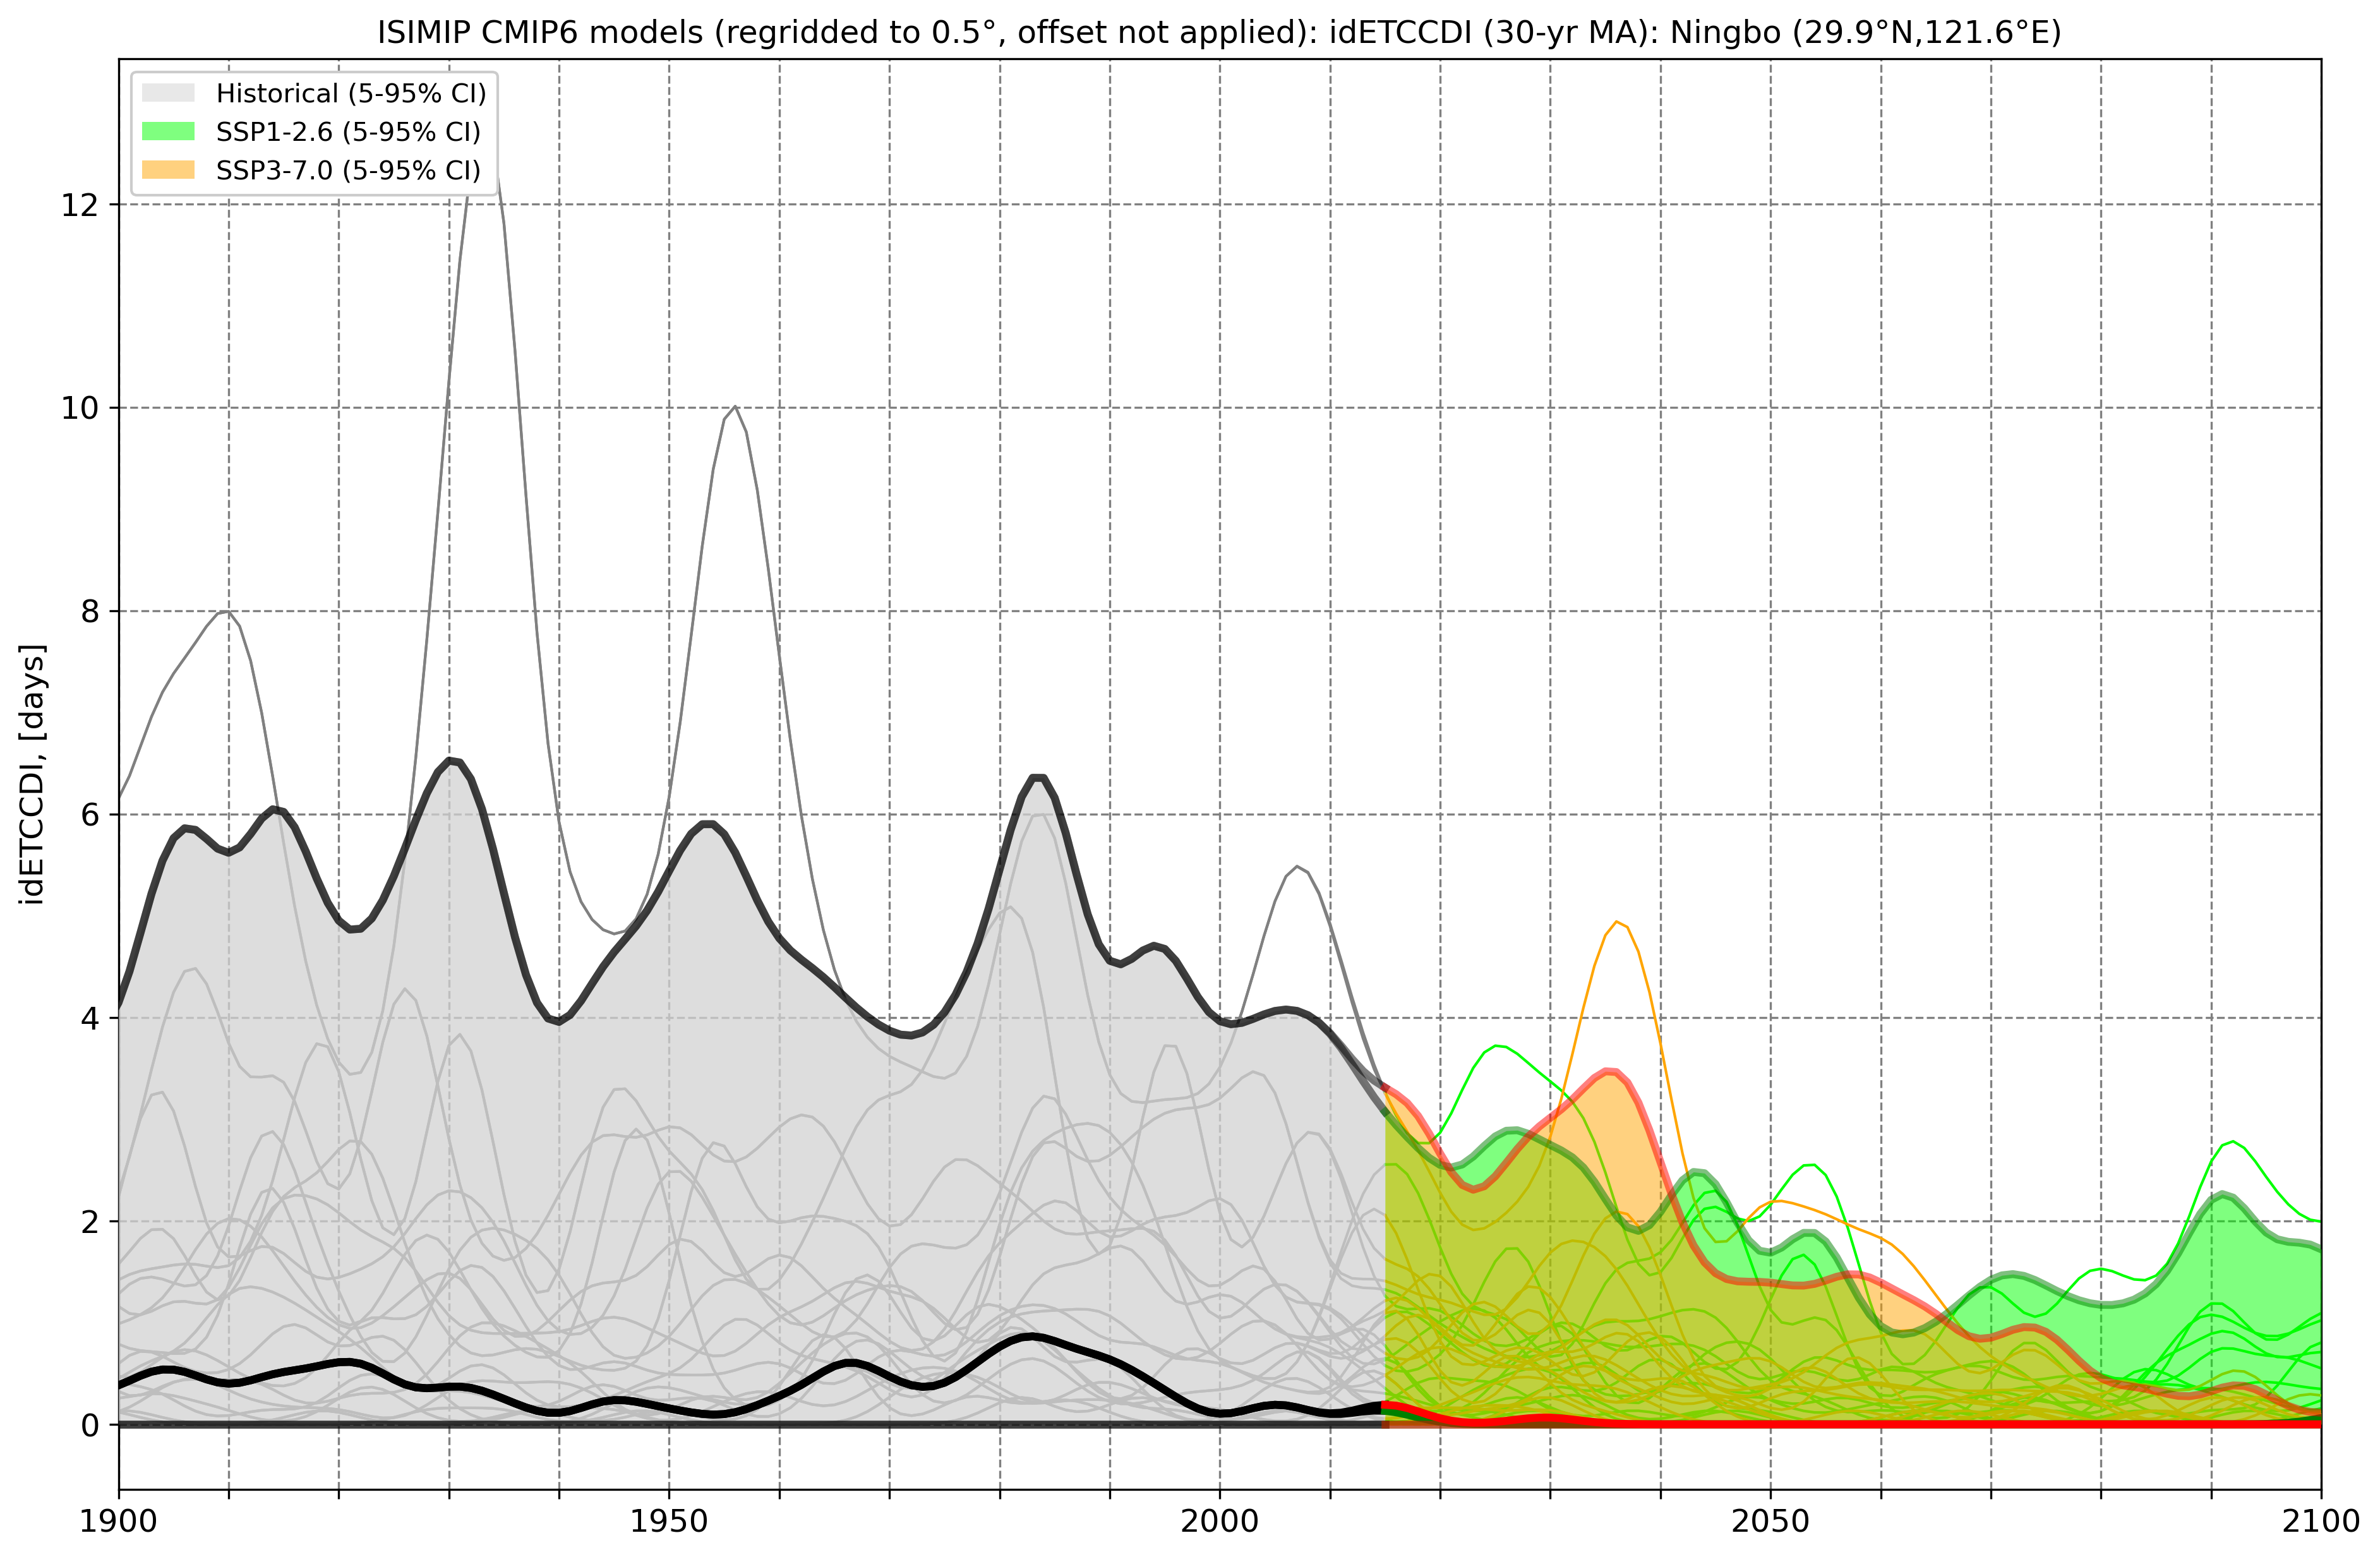 ISIMIP CMIP6 models (regridded to 0.5°, offset not applied): idETCCDI (30-yr MA): Ningbo (29.9°N,121.6°E)
Historical (5-95% CI)
SSP1-2.6 (5-95% CI)
SSP3-7.0 (5-95% CI)
idETCCDI, [days]
12
10
8
6
4
2
0
1900
1950
2000
2050
2100